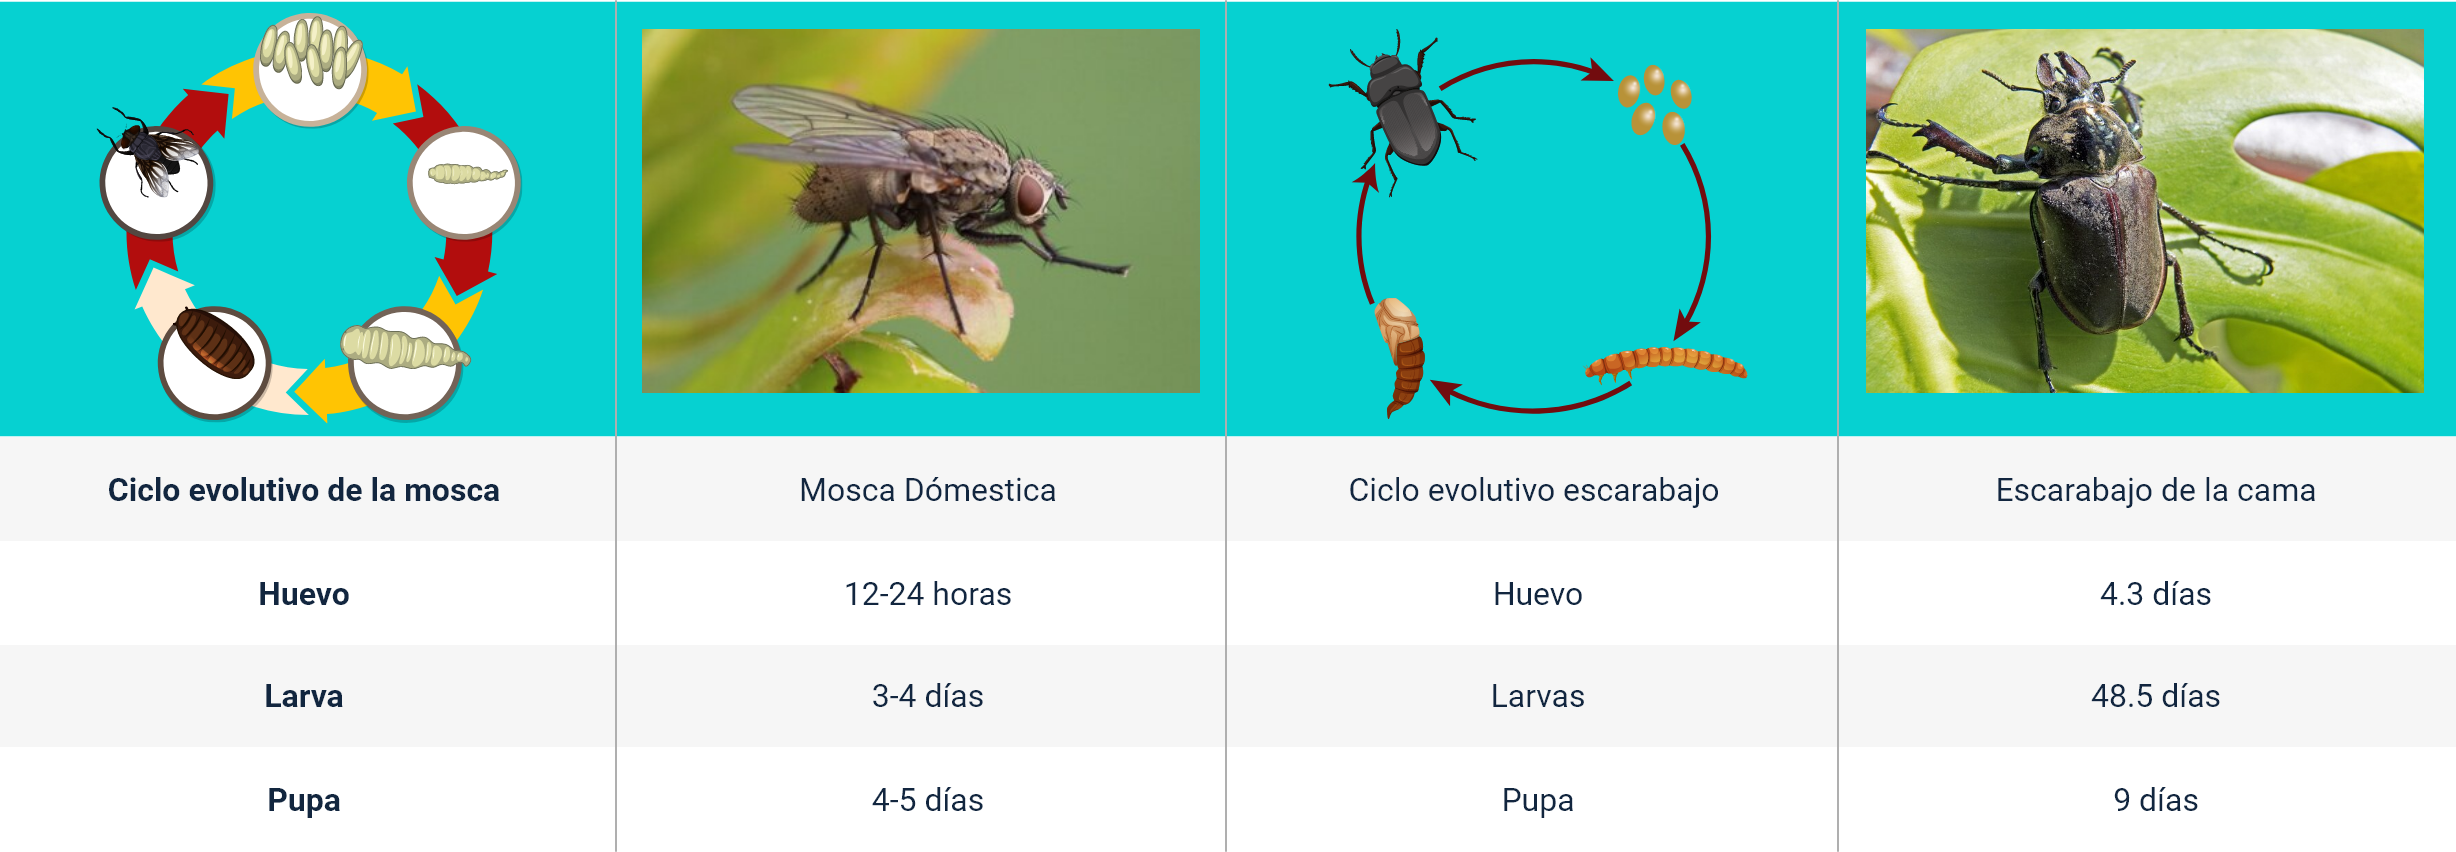 Ciclo evolutivo de la mosca
Mosca Dómestica
Ciclo evolutivo escarabajo
Escarabajo de la cama
Huevo
12-24 horas
Huevo
4.3 días
Larva
3-4 días
Larvas
48.5 días
Pupa
4-5 días
Pupa
9 días